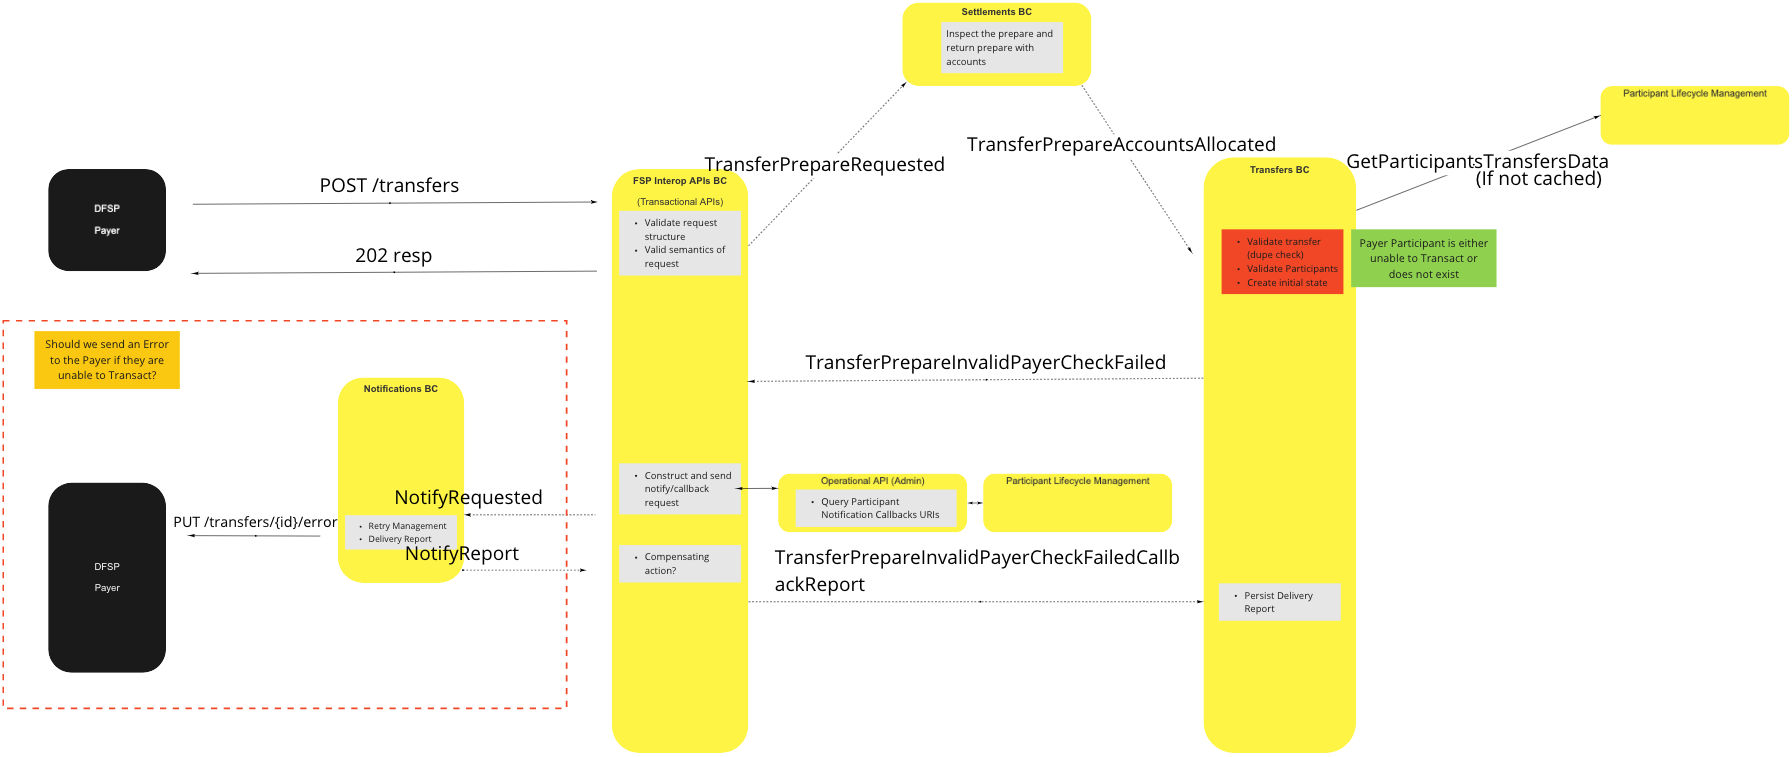 Settlements BC
Inspect the prepare and
return prepare with
accounts
Participant Lifecycle Management
TransferPrepareRequested
TransferPrepareAccountsAllocated
GetParticipantsTransfersData
(If not cached)
DFSP
Payer
POST /transfers
202 resp
FSP Interop APIs BC
(Transactional APIs)
• Validate request
structure
• Valid semantics of
request
Transfers BC
• Validate transfer
(dupe check)
• Validate Participants
• Create initial state
Payer Participant is either
unable to Transact or
does not exist
Should we send an Error
to the Payer if they are
unable to Transact?
TransferPrepareInvalidPayerCheckFailed
Notifications BC
• Construct and send
notify/callback
request
Operational API (Admin)
• Query Participant
Notification Callbacks URIs
Participant Lifecycle Management
NotifyRequested
PUT /transfers/{id}/error
• Retry Management
• Delivery Report
NotifyReport
DFSP
Payer
• Compensating
action?
TransferPrepareInvalidPayerCheckFailedCallb
ackReport
• Persist Delivery
Report